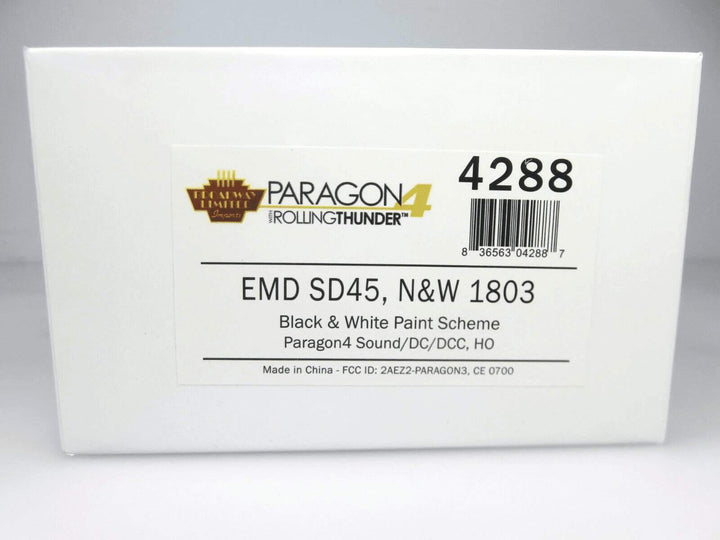 BROADWAY
LIMITED
Imports
PARAGON4
WITH ROLLINGTHUNDER™
4288
8 36563 04288 7
EMD SD45, N&W 1803
Black & White Paint Scheme
Paragon4 Sound/DC/DCC, HO
Made in China - FCC ID: 2AEZ2-PARAGON3, CE 0700